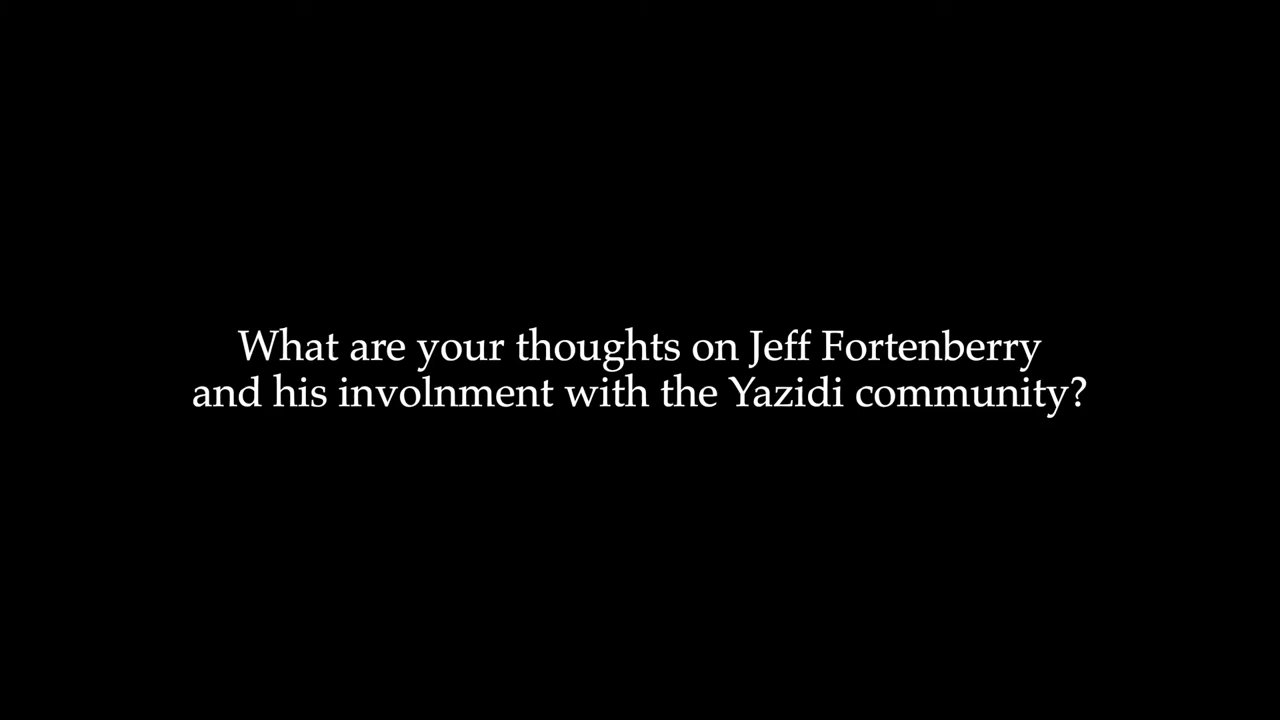 What are your thoughts on Jeff Fortenberry
and his involnment with the Yazidi community?